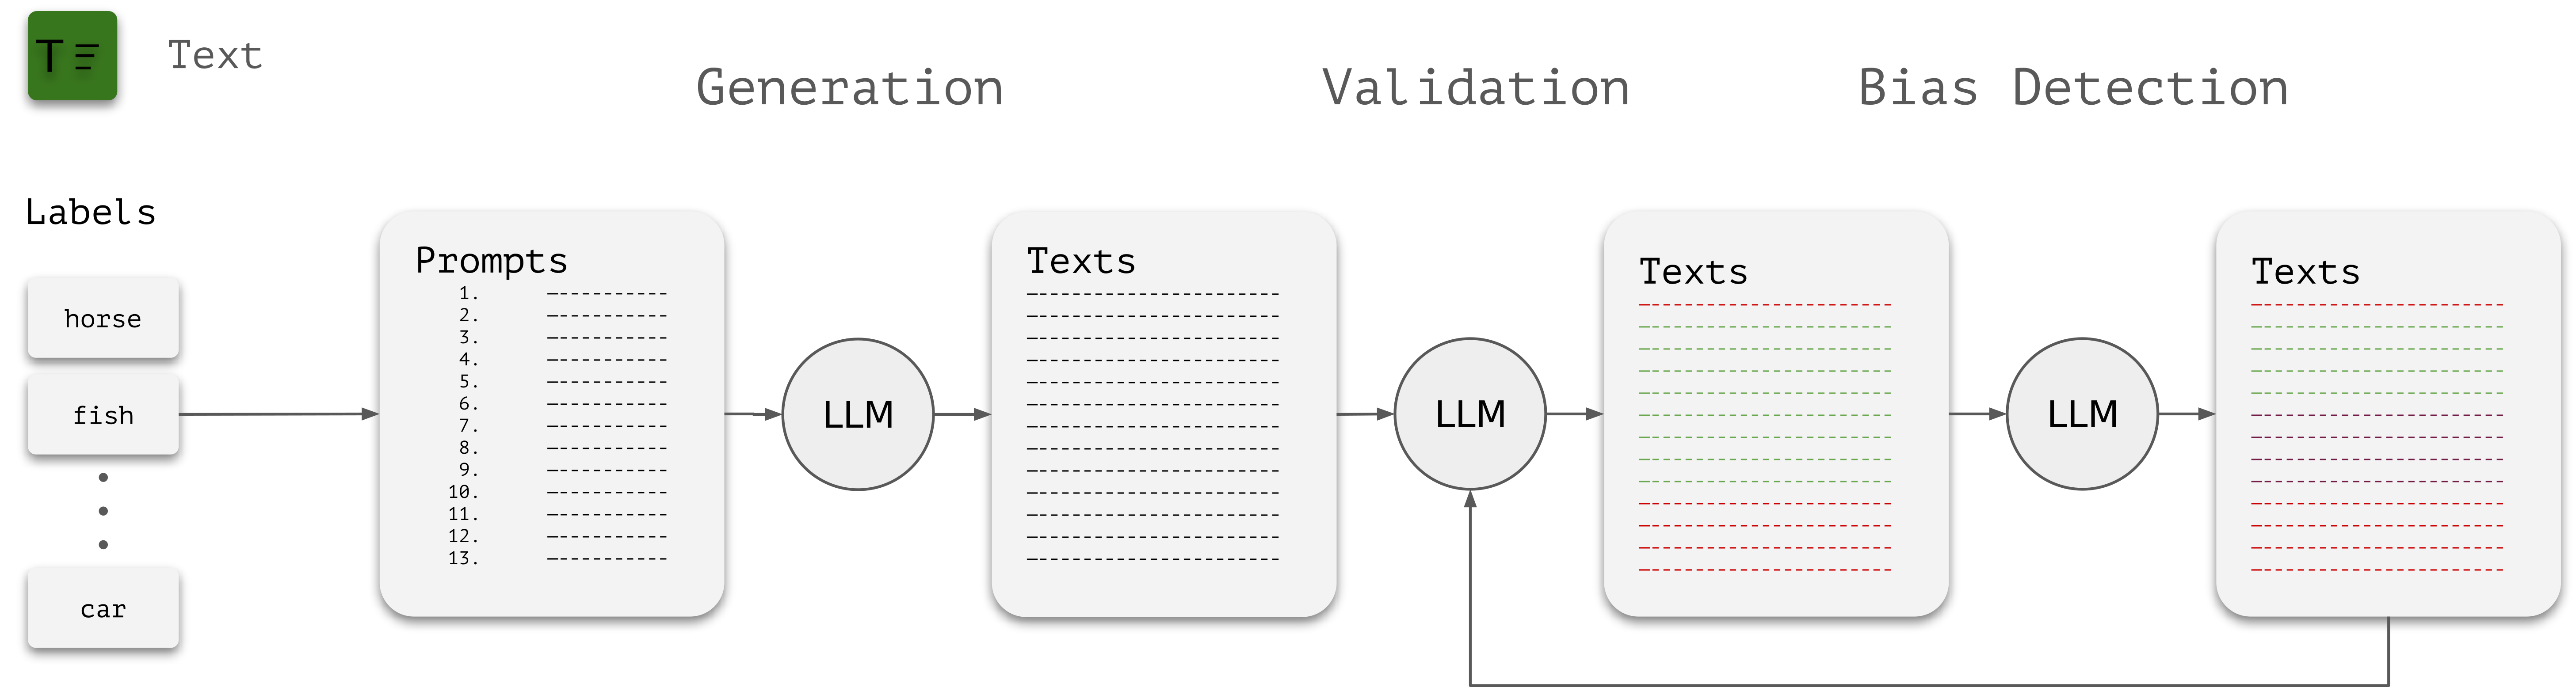 T
Text
Generation
Validation
Bias Detection
Labels
horse
fish
car
Prompts
1.
2.
3.
4.
5.
6.
7.
8.
9.
10.
11.
12.
13.
LLM
Texts
LLM
Texts
LLM
Texts